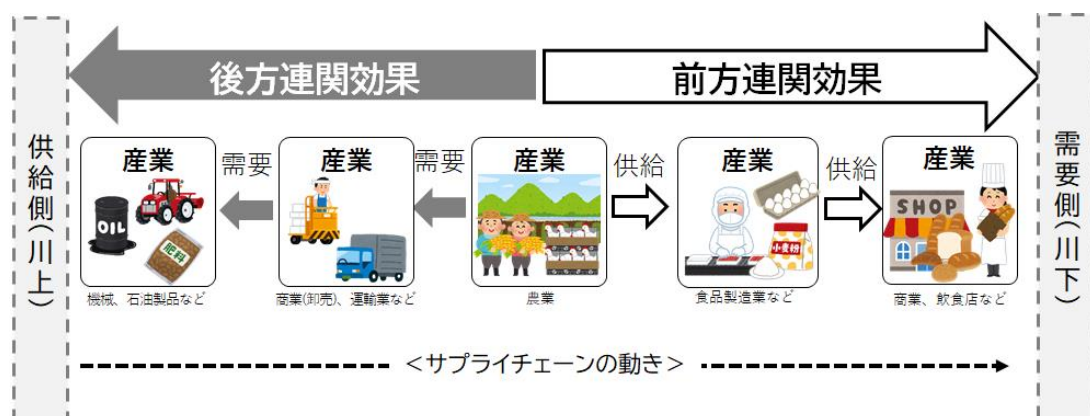 後方連関効果
前方連関効果
供給側(川上)
需要側(川下)
産業
需要
産業
需要
産業
供給
産業
供給
産業
OIL
肥料
小麦粉
SHOP
機械、石油製品など
商業(卸売)、運輸業など
農業
食品製造業など
商業、飲食店など
<サプライチェーンの動き>